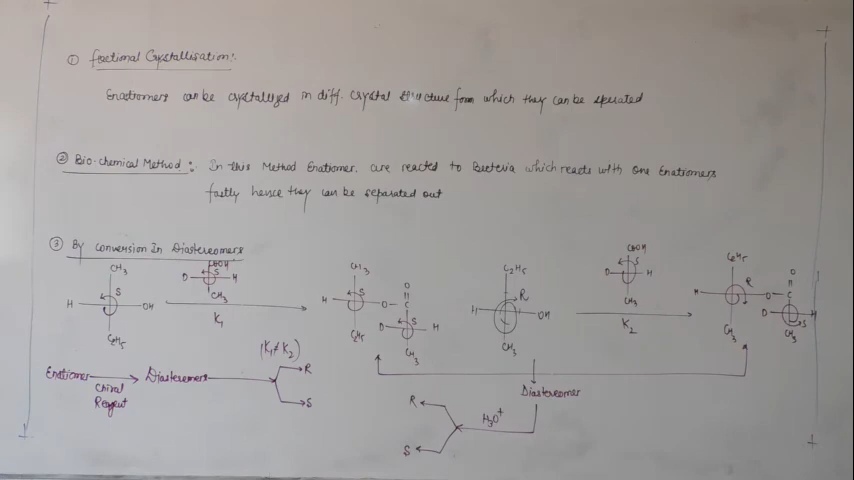 ① Fractional Crystallisation:.
Enatiomers can be crystallized in diff. crystal structure form which they can be seperated
② Bio-chemical Method : In this Method Enatiomer, are reacted to Bacteria which reacts with one Enatiomers
fastly hence they can be separated out
③ By Conversion In Diastereomers
CH3
H S OH
C2H5
COOH
D S H
CH3
K1
CH3
H S O C O
C2H5
D S H
CH3
C2H5
H R OH
CH3
COOH
D S H
CH3
K2
C2H5
H R O C O
CH3
D S H
CH3
(K1 ≠ K2)
Enatiomer Diastereomers R
Chiral
Reagent
S
Diastereomer
H3O+
R
S